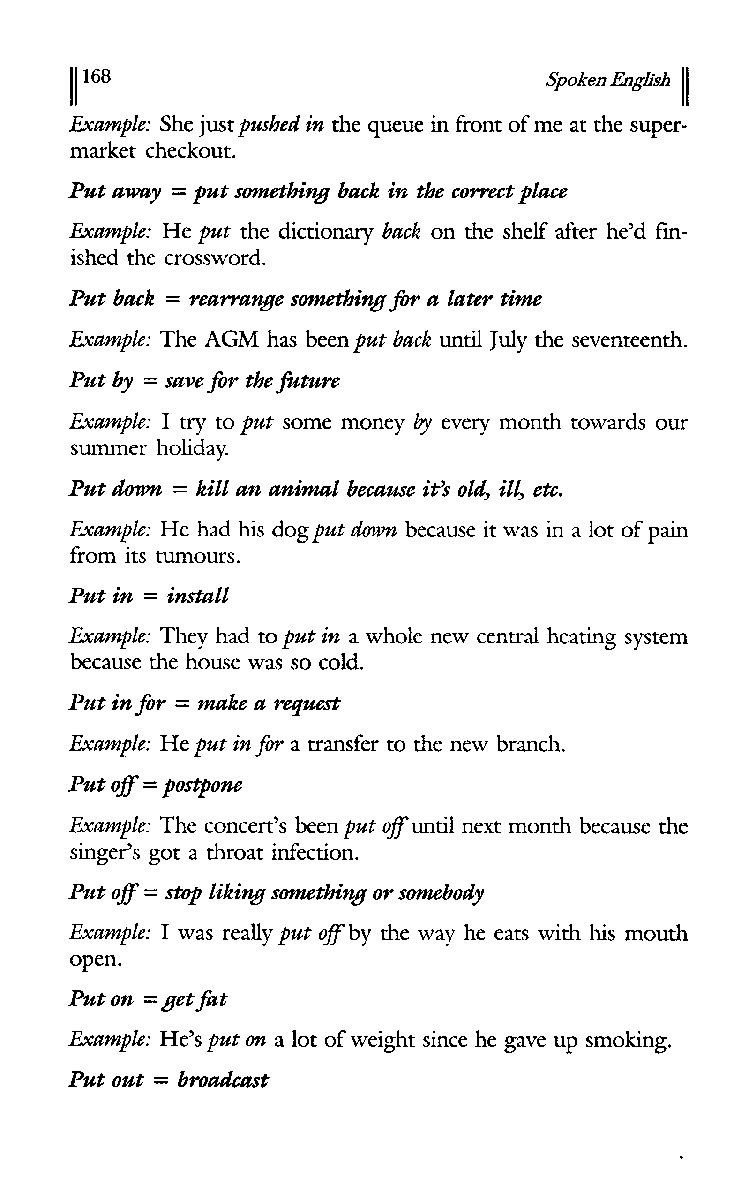 168 Spoken English
Example: She just pushed in the queue in front of me at the super-
market checkout.
Put away = put something back in the correct place
Example: He put the dictionary back on the shelf after he'd fin-
ished the crossword.
Put back = rearrange something for a later time
Example: The AGM has been put back until July the seventeenth.
Put by = save for the future
Example: I try to put some money by every month towards our
summer holiday.
Put down = kill an animal because it's old, ill, etc.
Example: He had his dog put down because it was in a lot of pain
from its tumours.
Put in = install
Example: They had to put in a whole new central heating system
because the house was so cold.
Put in for = make a request
Example: He put in for a transfer to the new branch.
Put off = postpone
Example: The concert's been put off until next month because the
singer's got a throat infection.
Put off = stop liking something or somebody
Example: I was really put off by the way he eats with his mouth
open.
Put on = get fat
Example: He's put on a lot of weight since he gave up smoking.
Put out = broadcast